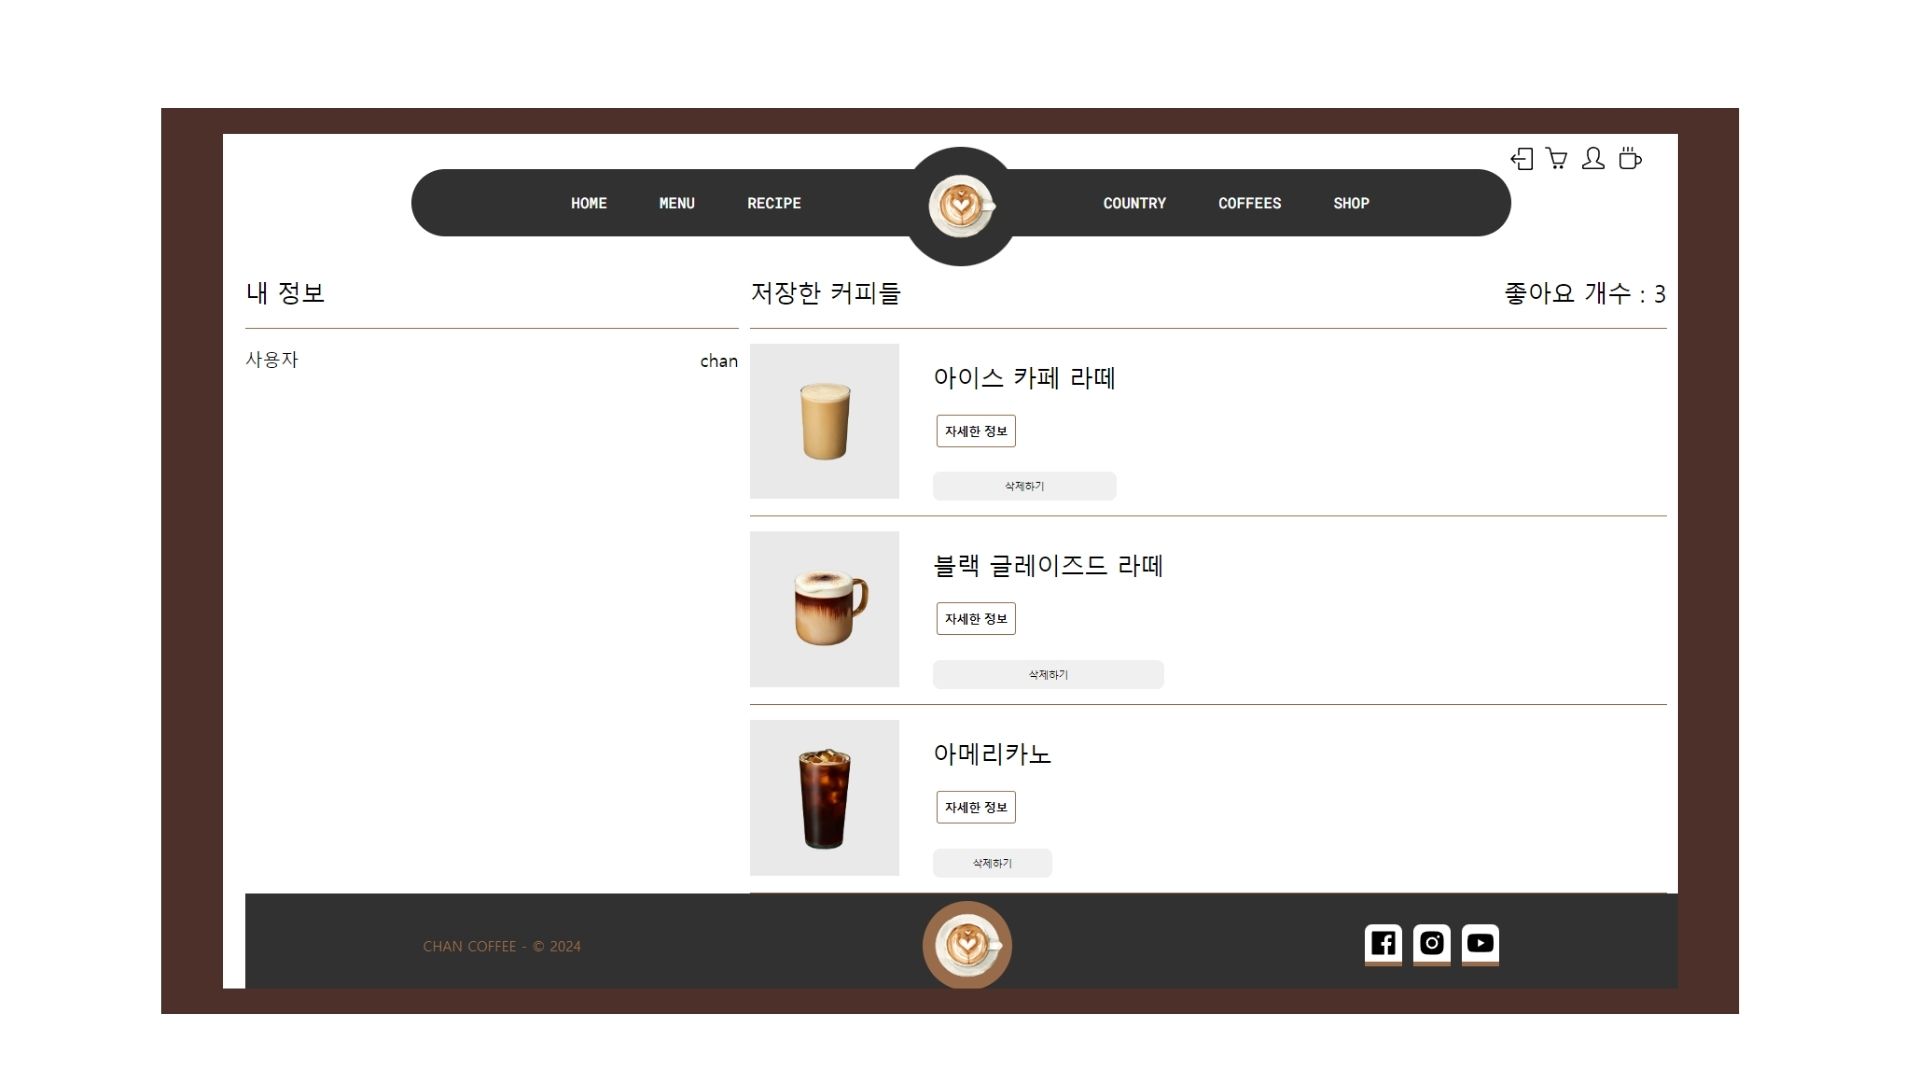 HOME MENU RECIPE COUNTRY COFFEES SHOP
내 정보
사용자 chan
저장한 커피들 좋아요 개수 : 3
아이스 카페 라떼
자세한 정보
삭제하기
블랙 글레이즈드 라떼
자세한 정보
삭제하기
아메리카노
자세한 정보
삭제하기
CHAN COFFEE - © 2024